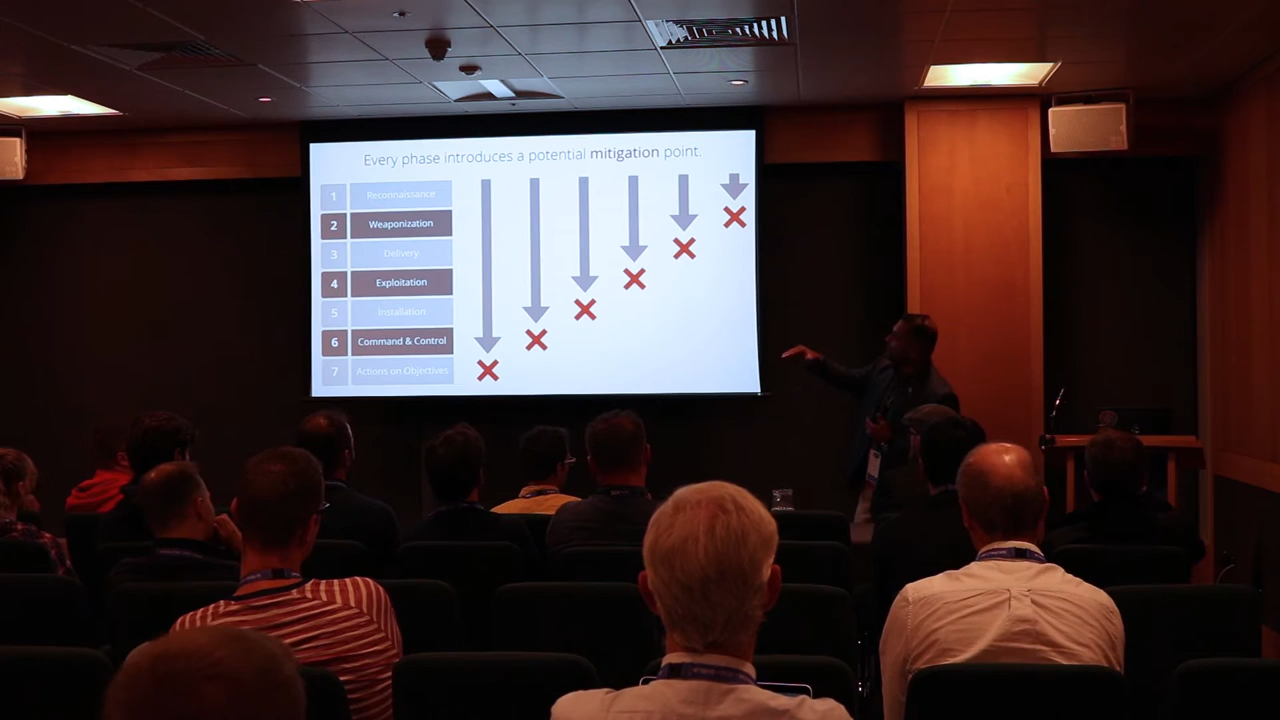 Every phase introduces a potential mitigation point.
1 Reconnaissance
2 Weaponization
3 Delivery
4 Exploitation
5 Installation
6 Command & Control
7 Actions on Objectives